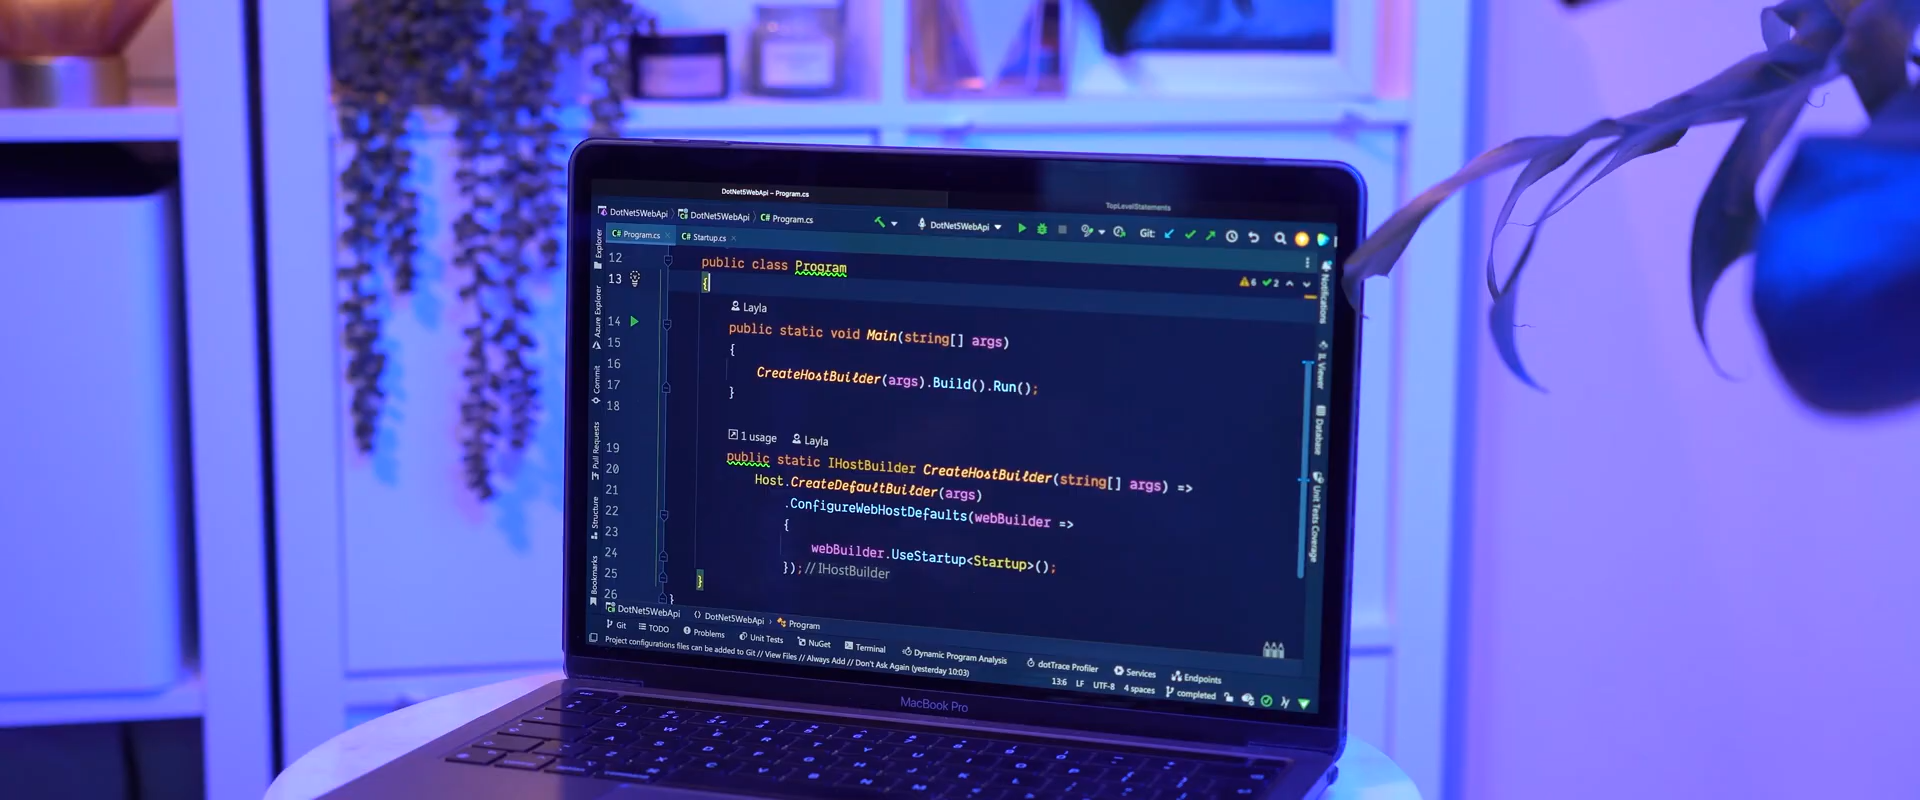 DotNet5WebApi – Program.cs
TopLevelStatements
DotNet5WebApi DotNet5WebApi C# Program.cs DotNet5WebApi Git:
C# Program.cs C# Startup.cs
12 public class Program
13 {
6 2
Layla
14 public static void Main(string[] args)
15 {
16 CreateHostBuilder(args).Build().Run();
17 }
18
1 usage Layla
19 public static IHostBuilder CreateHostBuilder(string[] args) =>
20 Host.CreateDefaultBuilder(args)
21 .ConfigureWebHostDefaults(webBuilder =>
22 {
23 webBuilder.UseStartup<Startup>();
24 });// IHostBuilder
25 }
26 }
Explorer
Azure Explorer
Commit
Pull Requests
Structure
Bookmarks
Notifications
IL Viewer
Database
Unit Tests Coverage
DotNet5WebApi {} DotNet5WebApi Program
Git TODO Problems Unit Tests NuGet Terminal Dynamic Program Analysis dotTrace Profiler Services Endpoints
Project configurations files can be added to Git // View Files // Always Add // Don't Ask Again (yesterday 10:03) 13:6 LF UTF-8 4 spaces completed
MacBook Pro